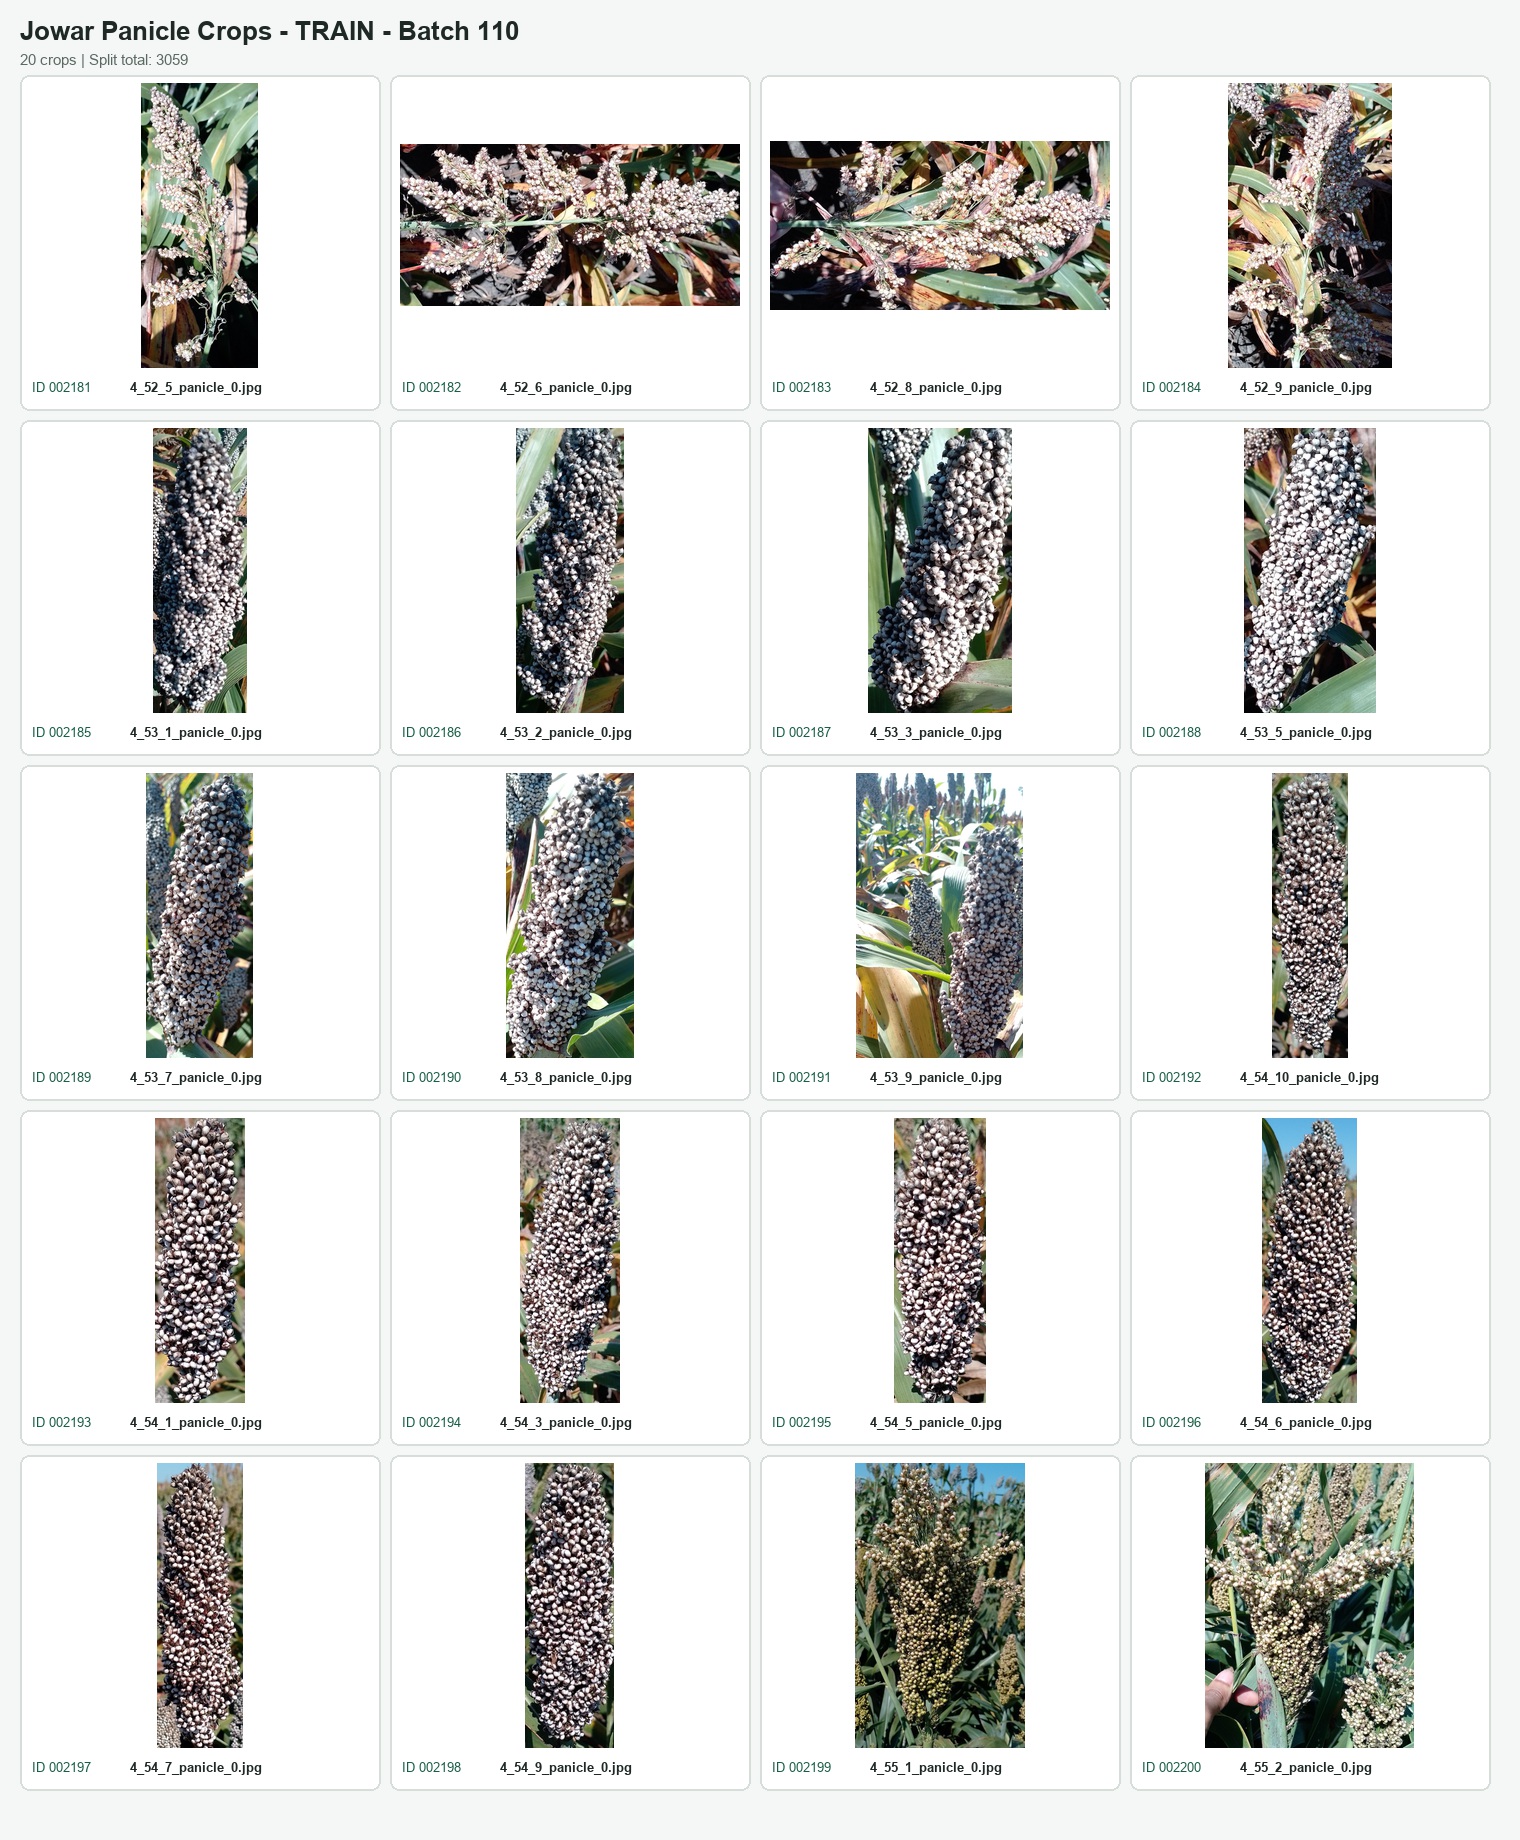 Jowar Panicle Crops - TRAIN - Batch 110
20 crops | Split total: 3059
ID 002181 4_52_5_panicle_0.jpg
ID 002182 4_52_6_panicle_0.jpg
ID 002183 4_52_8_panicle_0.jpg
ID 002184 4_52_9_panicle_0.jpg
ID 002185 4_53_1_panicle_0.jpg
ID 002186 4_53_2_panicle_0.jpg
ID 002187 4_53_3_panicle_0.jpg
ID 002188 4_53_5_panicle_0.jpg
ID 002189 4_53_7_panicle_0.jpg
ID 002190 4_53_8_panicle_0.jpg
ID 002191 4_53_9_panicle_0.jpg
ID 002192 4_54_10_panicle_0.jpg
ID 002193 4_54_1_panicle_0.jpg
ID 002194 4_54_3_panicle_0.jpg
ID 002195 4_54_5_panicle_0.jpg
ID 002196 4_54_6_panicle_0.jpg
ID 002197 4_54_7_panicle_0.jpg
ID 002198 4_54_9_panicle_0.jpg
ID 002199 4_55_1_panicle_0.jpg
ID 002200 4_55_2_panicle_0.jpg